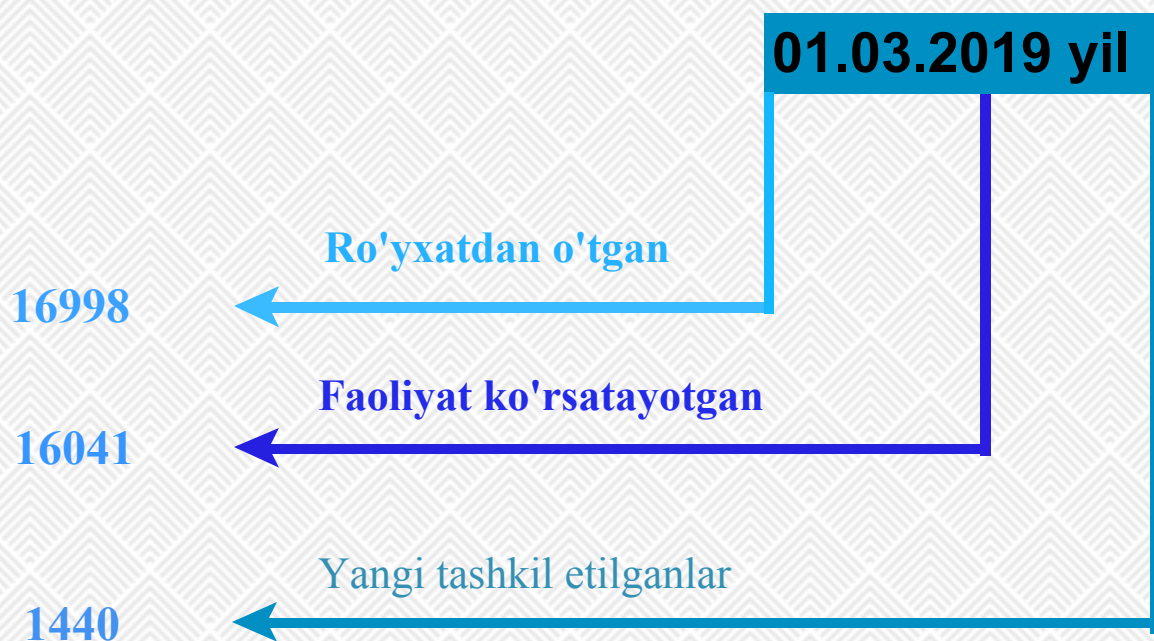 01.03.2019 yil
Ro'yxatdan o'tgan
16998
Faoliyat ko'rsatayotgan
16041
Yangi tashkil etilganlar
1440